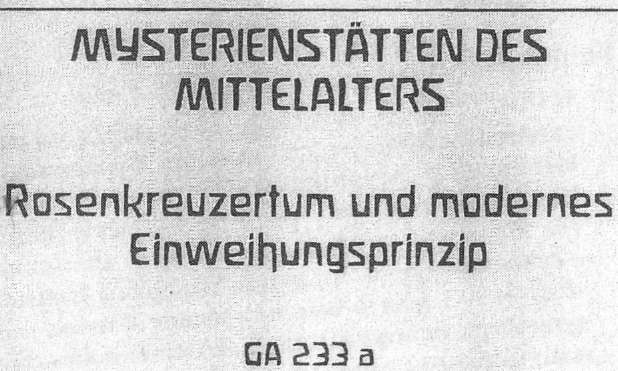 MYSTERIENSTÄTTEN DES
MITTELALTERS
Rosenkreuzertum und modernes
Einweihungsprinzip
GA 233 a